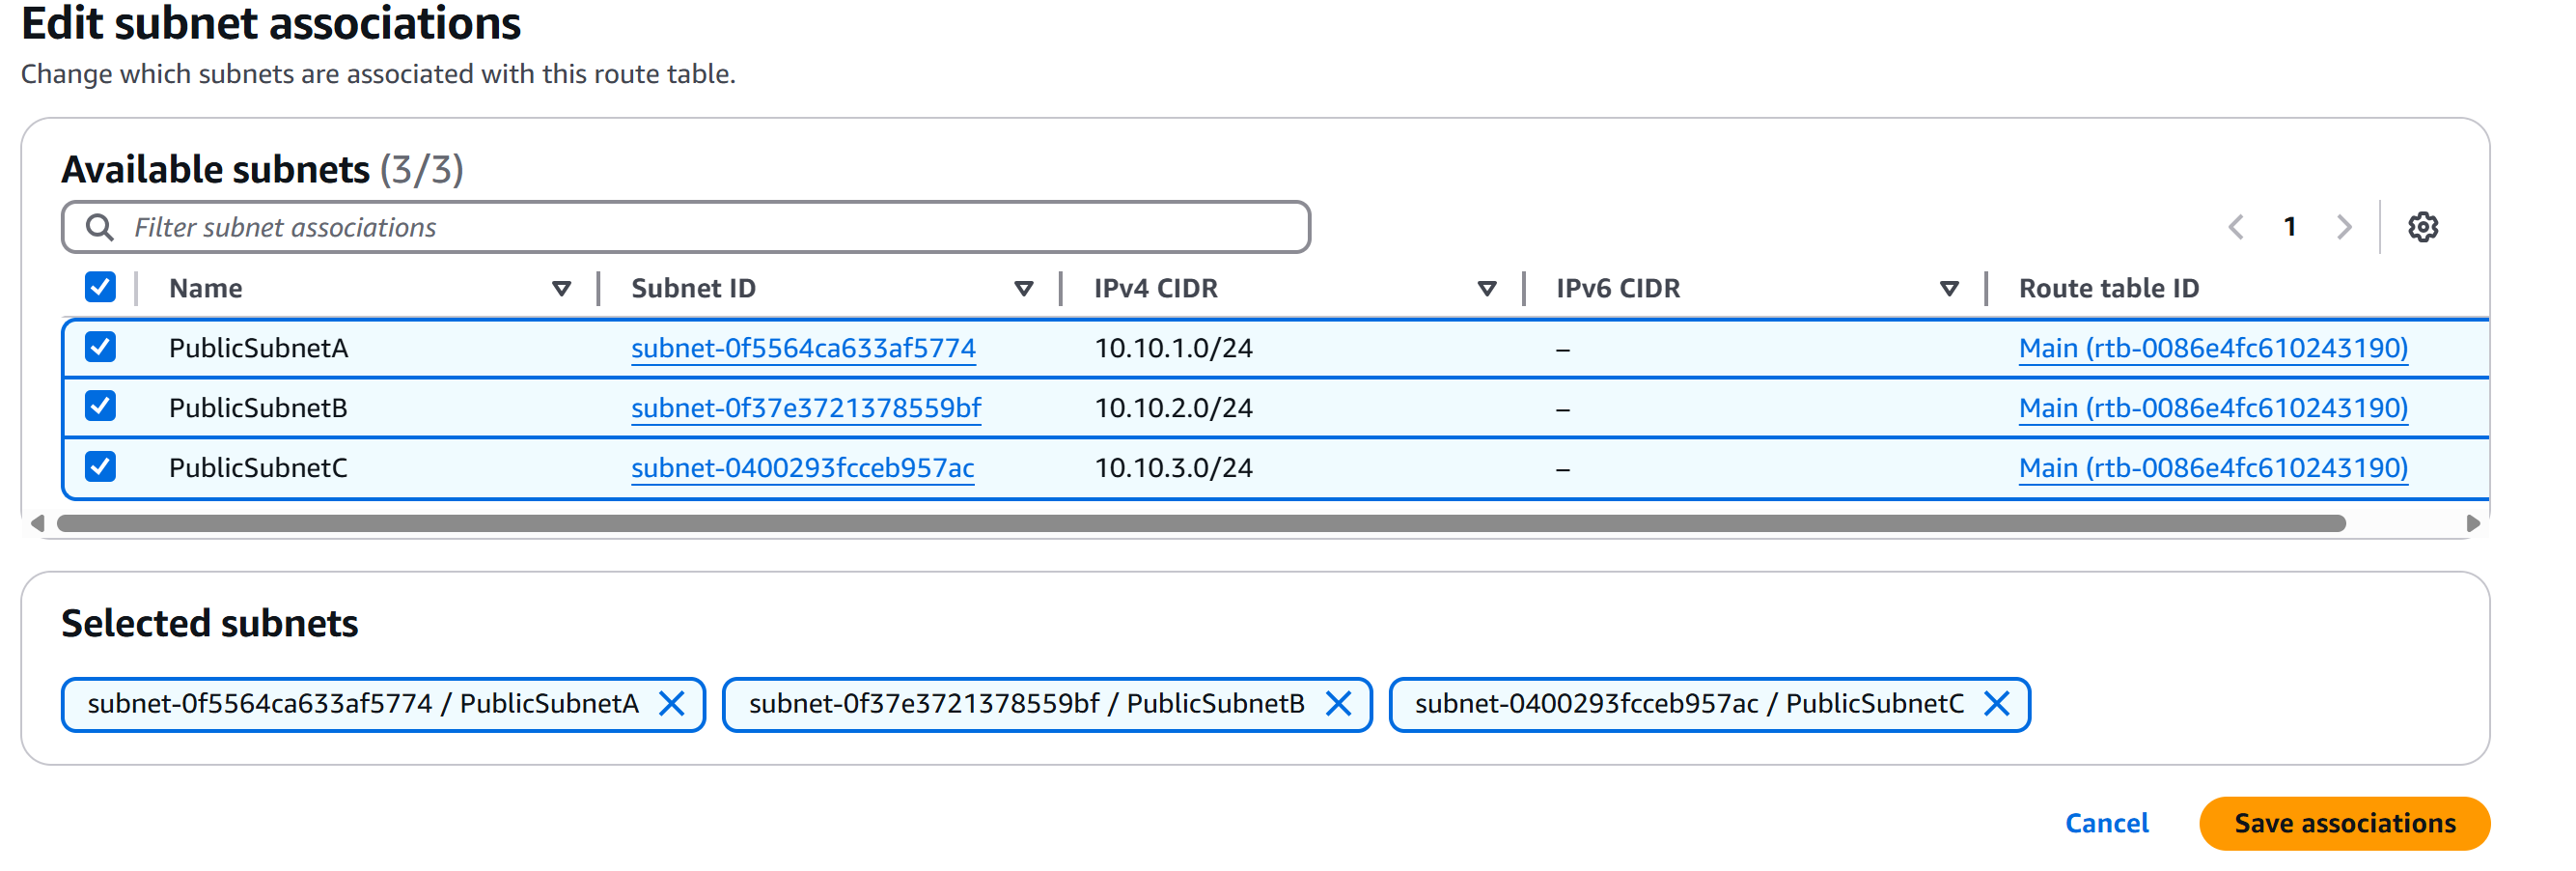 Edit subnet associations
Change which subnets are associated with this route table.
Available subnets (3/3)
Filter subnet associations
1
Name Subnet ID IPv4 CIDR IPv6 CIDR Route table ID
PublicSubnetA subnet-0f5564ca633af5774 10.10.1.0/24 – Main (rtb-0086e4fc610243190)
PublicSubnetB subnet-0f37e3721378559bf 10.10.2.0/24 – Main (rtb-0086e4fc610243190)
PublicSubnetC subnet-0400293fcceb957ac 10.10.3.0/24 – Main (rtb-0086e4fc610243190)
Selected subnets
subnet-0f5564ca633af5774 / PublicSubnetA subnet-0f37e3721378559bf / PublicSubnetB subnet-0400293fcceb957ac / PublicSubnetC
Cancel Save associations